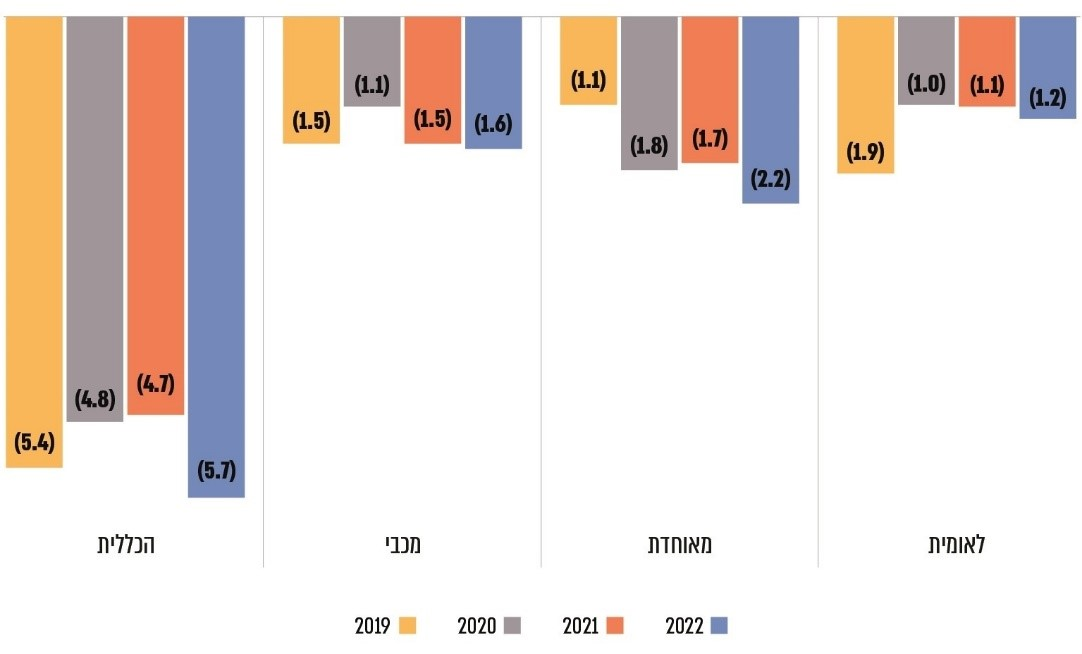 (5.4) (4.8) (4.7) (5.7)
(1.5) (1.1) (1.5) (1.6)
(1.1) (1.8) (1.7) (2.2)
(1.9) (1.0) (1.1) (1.2)
הכללית
מכבי
מאוחדת
לאומית
2019
2020
2021
2022